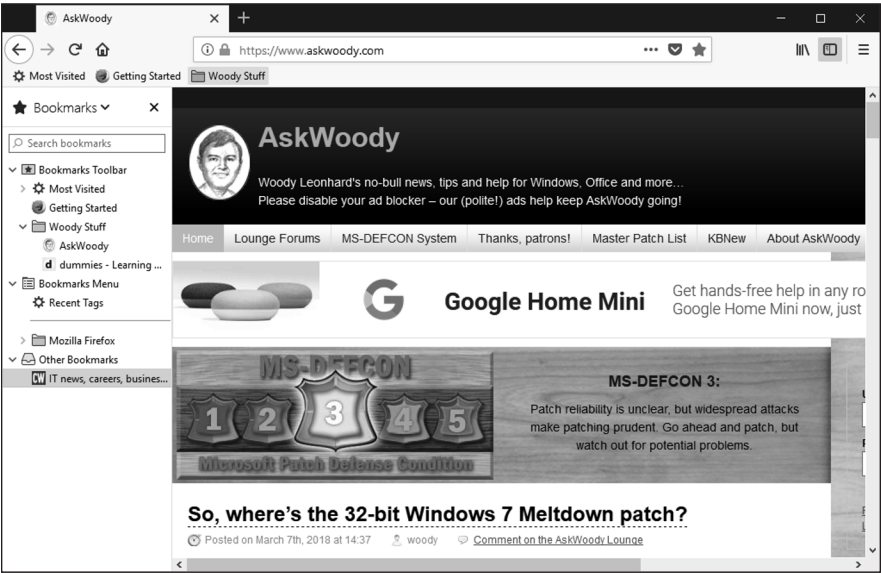 AskWoody
https://www.askwoody.com
Most Visited Getting Started Woody Stuff
Bookmarks
Search bookmarks
Bookmarks Toolbar
Most Visited
Getting Started
Woody Stuff
AskWoody
d dummies - Learning ...
Bookmarks Menu
Recent Tags
Mozilla Firefox
Other Bookmarks
CW IT news, careers, busines...
AskWoody
Woody Leonhard's no-bull news, tips and help for Windows, Office and more…
Please disable your ad blocker – our (polite!) ads help keep AskWoody going!
Home Lounge Forums MS-DEFCON System Thanks, patrons! Master Patch List KBNew About AskWoody
G Google Home Mini
Get hands-free help in any ro
Google Home Mini now, just
MS-DEFCON
1 2 3 4 5
Microsoft Patch Defense Condition
MS-DEFCON 3:
Patch reliability is unclear, but widespread attacks
make patching prudent. Go ahead and patch, but
watch out for potential problems.
So, where's the 32-bit Windows 7 Meltdown patch?
Posted on March 7th, 2018 at 14:37 woody Comment on the AskWoody Lounge